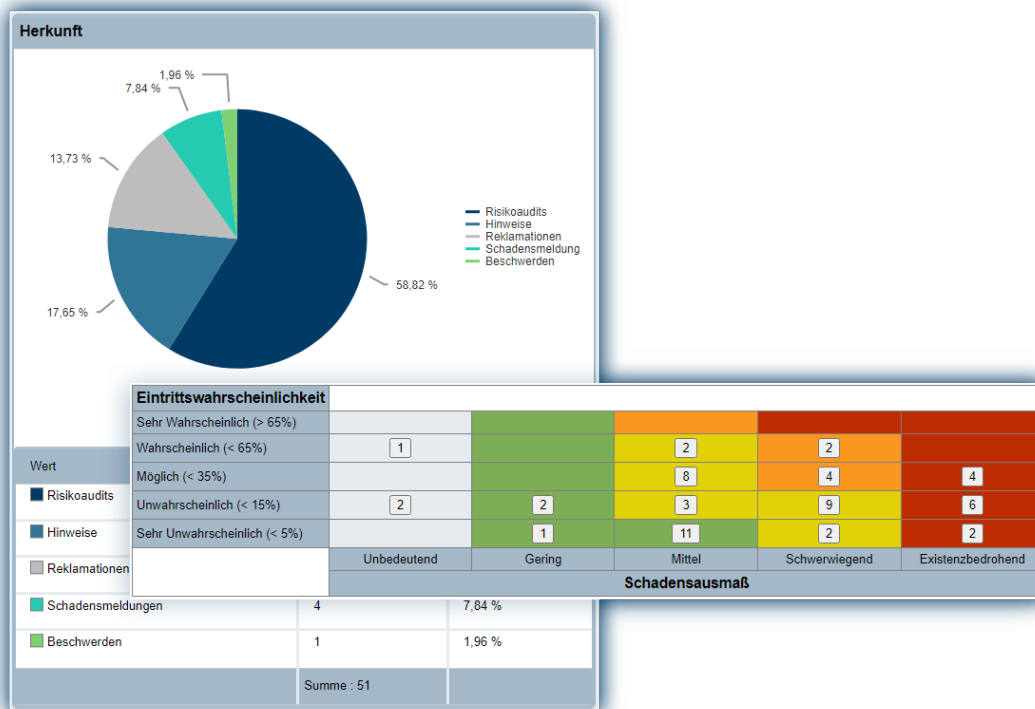 Herkunft
1,96 %
7,84 %
13,73 %
17,65 %
58,82 %
Risikoaudits
Hinweise
Reklamationen
Schadensmeldung
Beschwerden
Eintrittswahrscheinlichkeit
Sehr Wahrscheinlich (> 65%)
Wahrscheinlich (< 65%) 1 2 2
Möglich (< 35%) 8 4 4
Unwahrscheinlich (< 15%) 2 2 3 9 6
Sehr Unwahrscheinlich (< 5%) 1 11 2 2
Unbedeutend Gering Mittel Schwerwiegend Existenzbedrohend
Schadensausmaß
Wert
Risikoaudits
Hinweise
Reklamationen
Schadensmeldungen 4 7,84 %
Beschwerden 1 1,96 %
Summe : 51